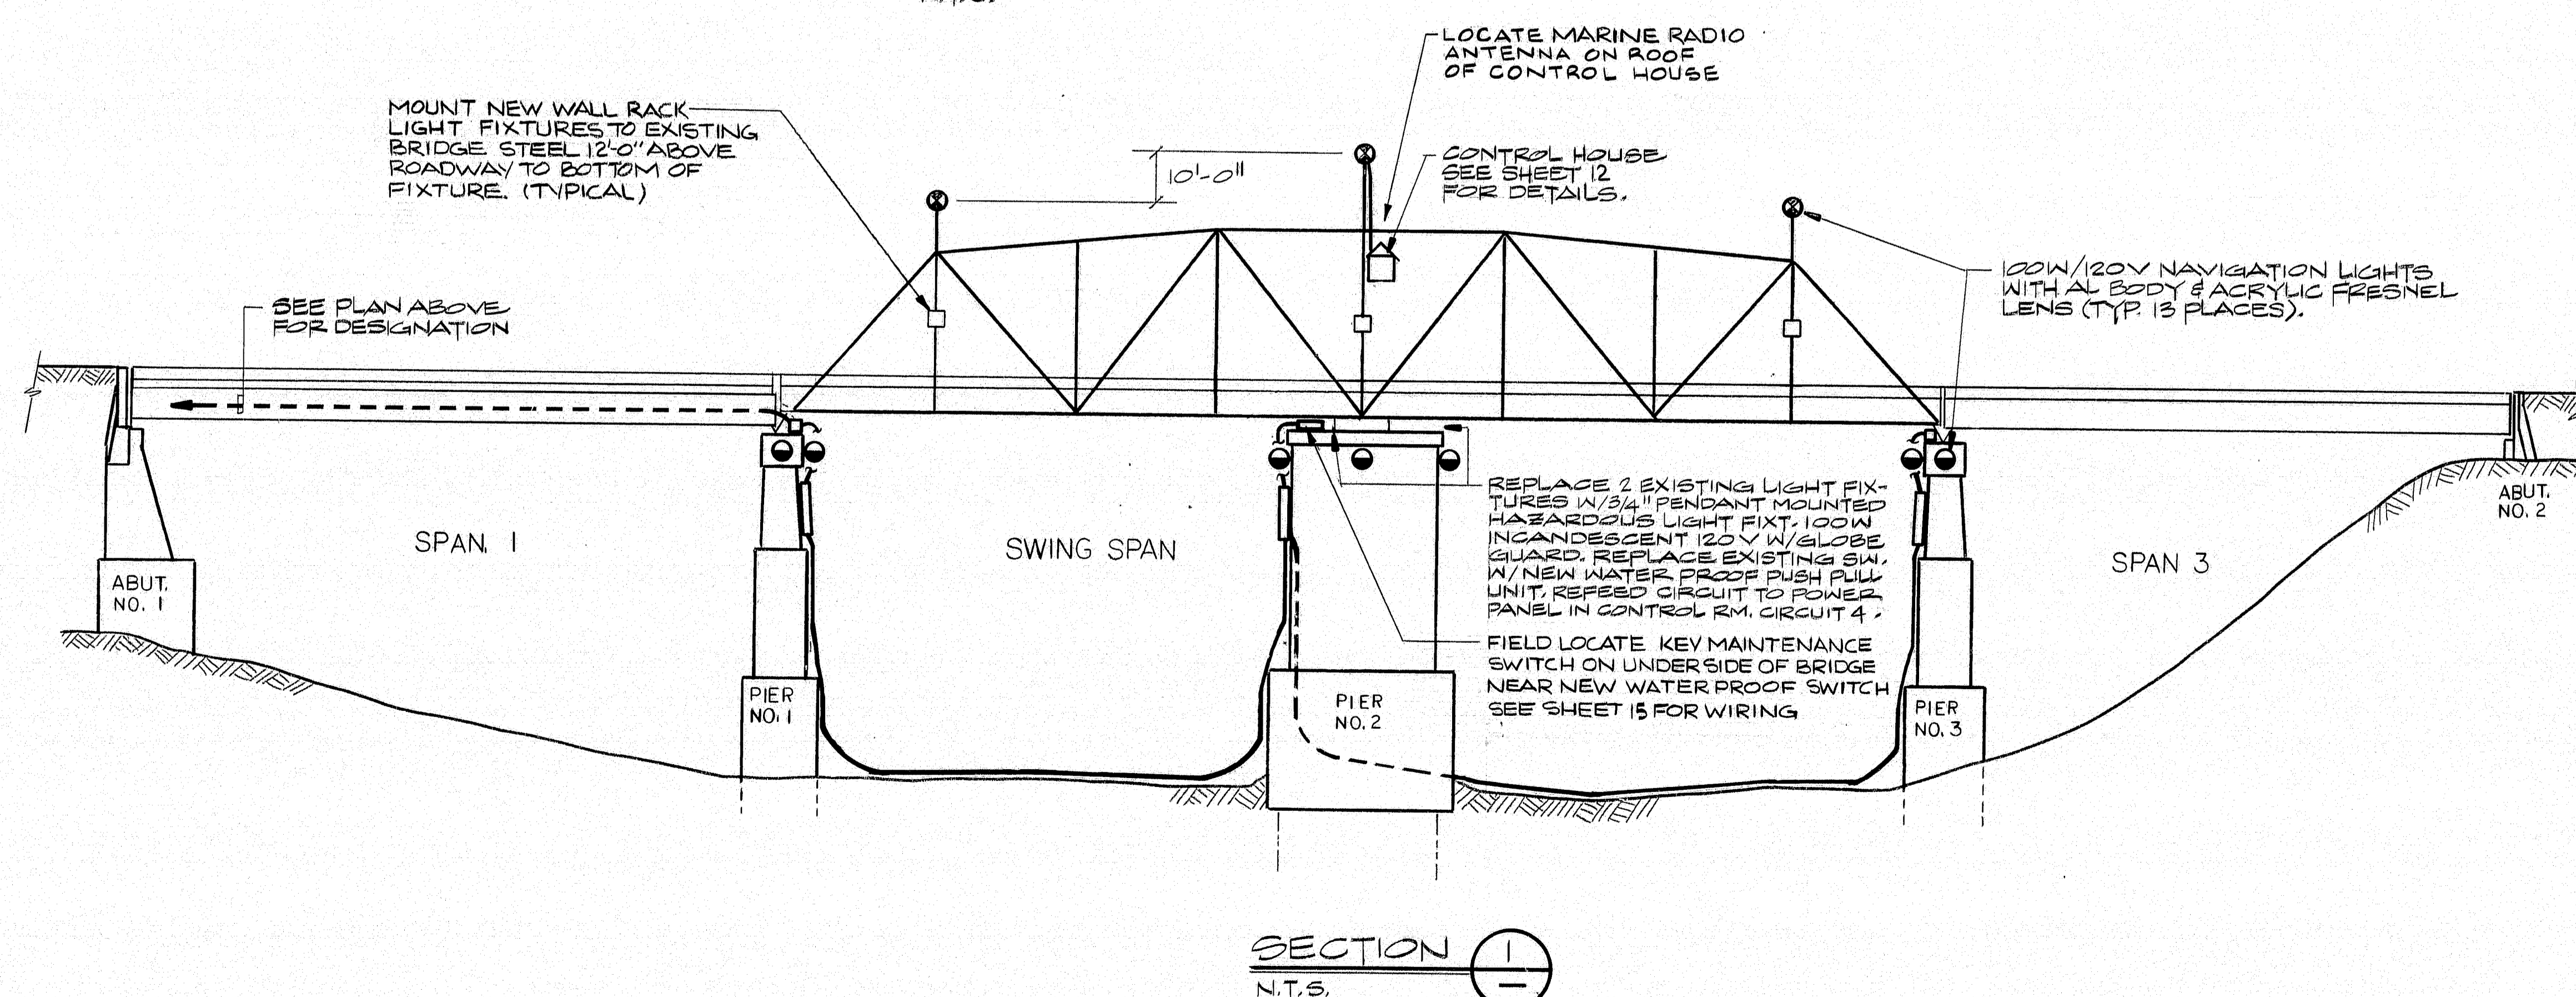 LOCATE MARINE RADIO
ANTENNA ON ROOF
OF CONTROL HOUSE
MOUNT NEW WALL RACK
LIGHT FIXTURES TO EXISTING
BRIDGE STEEL 12'-0" ABOVE
ROADWAY TO BOTTOM OF
FIXTURE. (TYPICAL)
10'-0"
CONTROL HOUSE
SEE SHEET 12
FOR DETAILS.
100W/120V NAVIGATION LIGHTS
WITH AL BODY & ACRYLIC FRESNEL
LENS (TYP. 13 PLACES).
SEE PLAN ABOVE
FOR DESIGNATION
SPAN 1
SWING SPAN
SPAN 3
ABUT.
NO. 1
ABUT.
NO. 2
REPLACE 2 EXISTING LIGHT FIX-
TURES W/3/4" PENDANT MOUNTED
HAZARDOUS LIGHT FIXT. 100W
INCANDESCENT 120V W/GLOBE
GUARD. REPLACE EXISTING SW.
W/NEW WATER PROOF PUSH PULL
UNIT. REFEED CIRCUIT TO POWER
PANEL IN CONTROL RM. CIRCUIT 4.
FIELD LOCATE KEY MAINTENANCE
SWITCH ON UNDERSIDE OF BRIDGE
NEAR NEW WATERPROOF SWITCH
SEE SHEET 15 FOR WIRING
PIER
NO. 1
PIER
NO. 2
PIER
NO. 3
SECTION 1
N.T.S. –